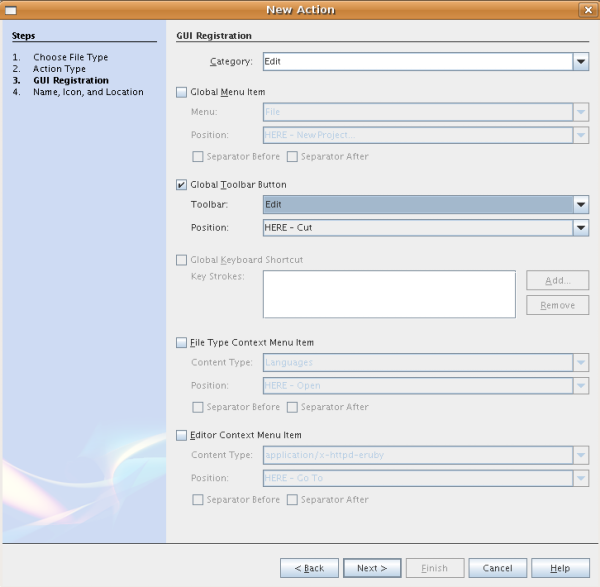 New Action
Steps
1. Choose File Type
2. Action Type
3. GUI Registration
4. Name, Icon, and Location
GUI Registration
Category: Edit
Global Menu Item
Menu: File
Position: HERE - New Project...
Separator Before Separator After
Global Toolbar Button
Toolbar: Edit
Position: HERE - Cut
Global Keyboard Shortcut
Key Strokes: Add...
Remove
File Type Context Menu Item
Content Type: Languages
Position: HERE - Open
Separator Before Separator After
Editor Context Menu Item
Content Type: application/x-httpd-eruby
Position: HERE - Go To
Separator Before Separator After
< Back Next > Finish Cancel Help